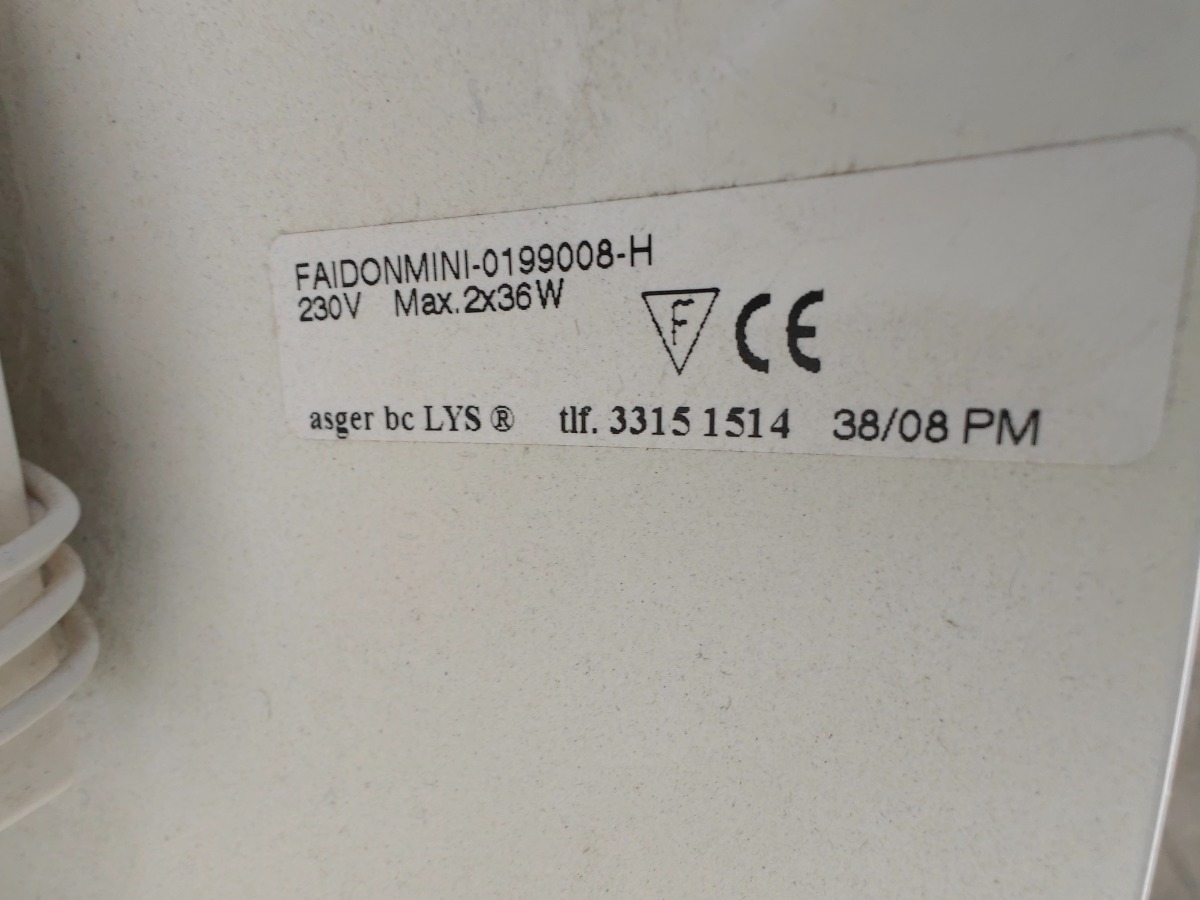 FAIDONMINI-0199008-H
230V Max.2x36W
F CE
asger bc LYS ® tlf. 3315 1514 38/08 PM